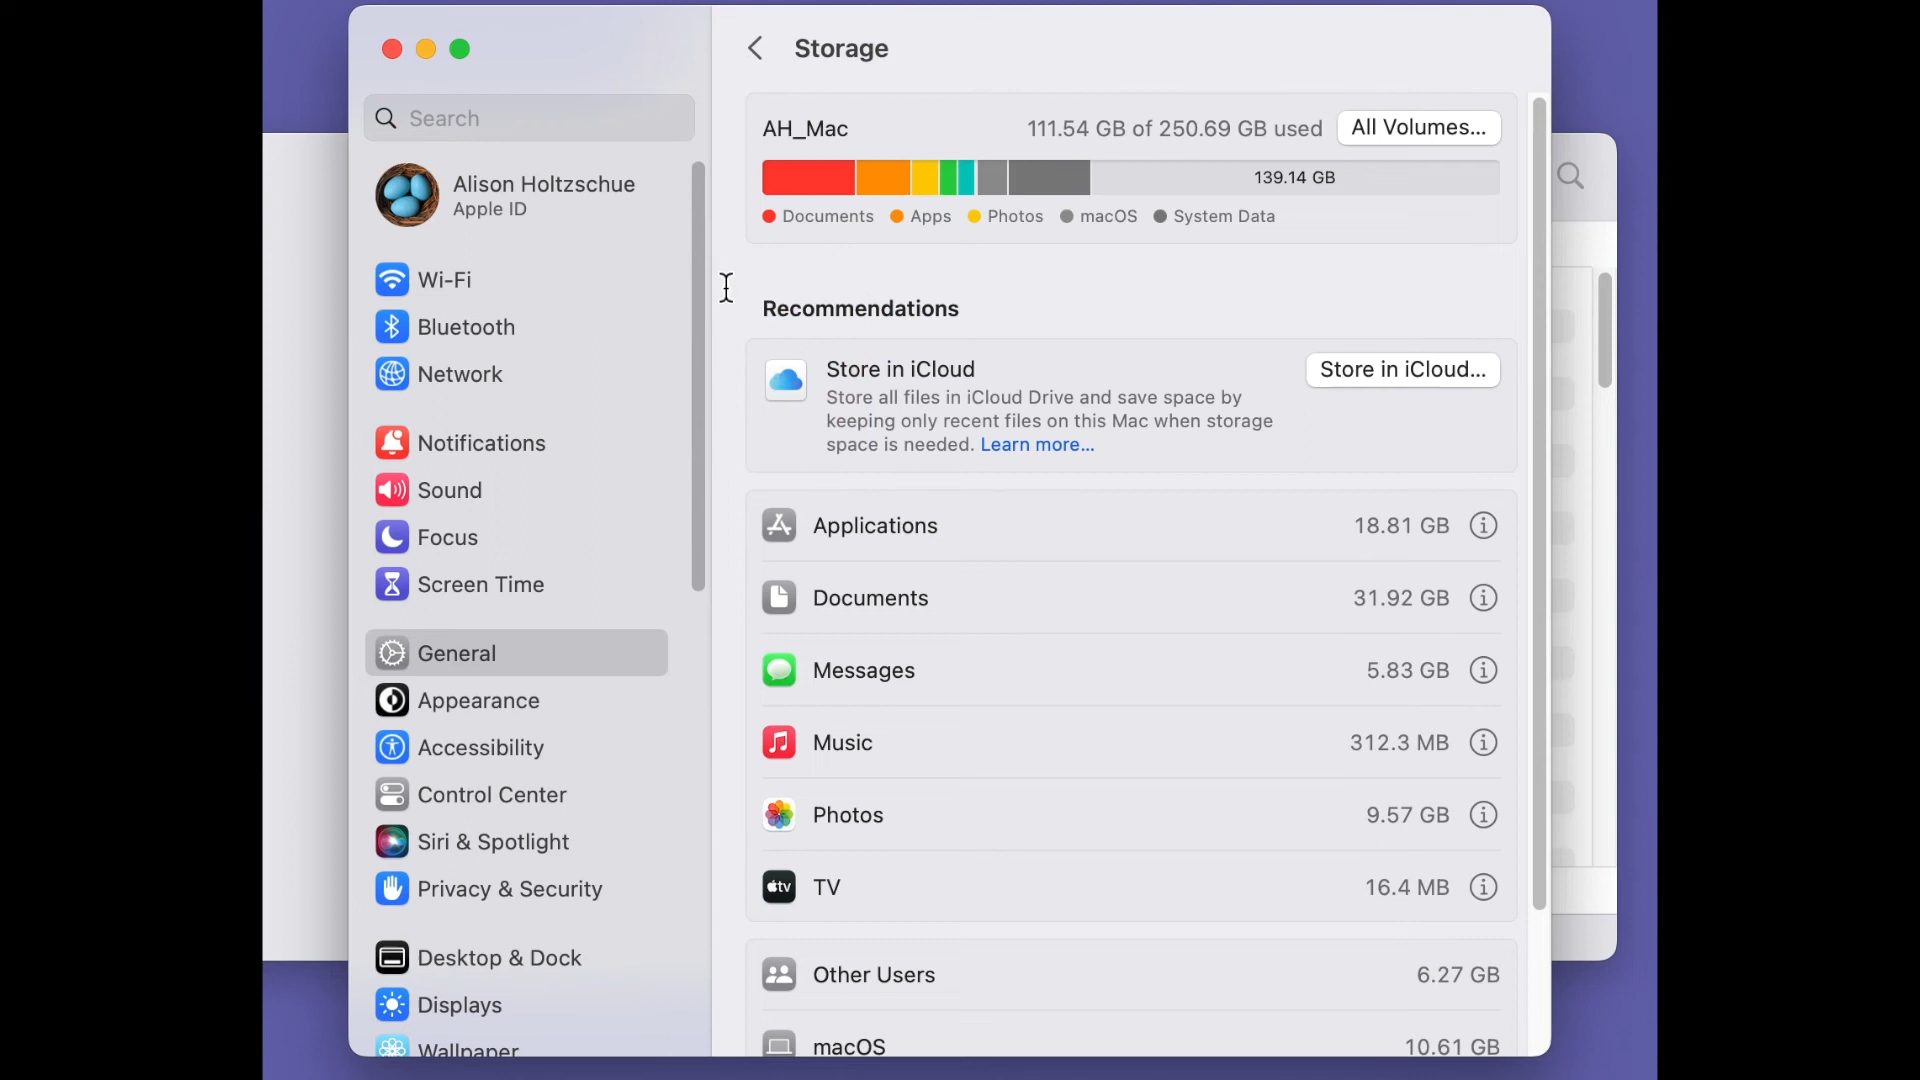 Storage
Search
Alison Holtzschue
Apple ID
Wi-Fi
Bluetooth
Network
Notifications
Sound
Focus
Screen Time
General
Appearance
Accessibility
Control Center
Siri & Spotlight
Privacy & Security
Desktop & Dock
Displays
Wallpaper
AH_Mac
111.54 GB of 250.69 GB used
All Volumes...
139.14 GB
Documents Apps Photos macOS System Data
Recommendations
Store in iCloud
Store in iCloud...
Store all files in iCloud Drive and save space by
keeping only recent files on this Mac when storage
space is needed. Learn more...
Applications 18.81 GB
Documents 31.92 GB
Messages 5.83 GB
Music 312.3 MB
Photos 9.57 GB
tv TV 16.4 MB
Other Users 6.27 GB
macOS 10.61 GB